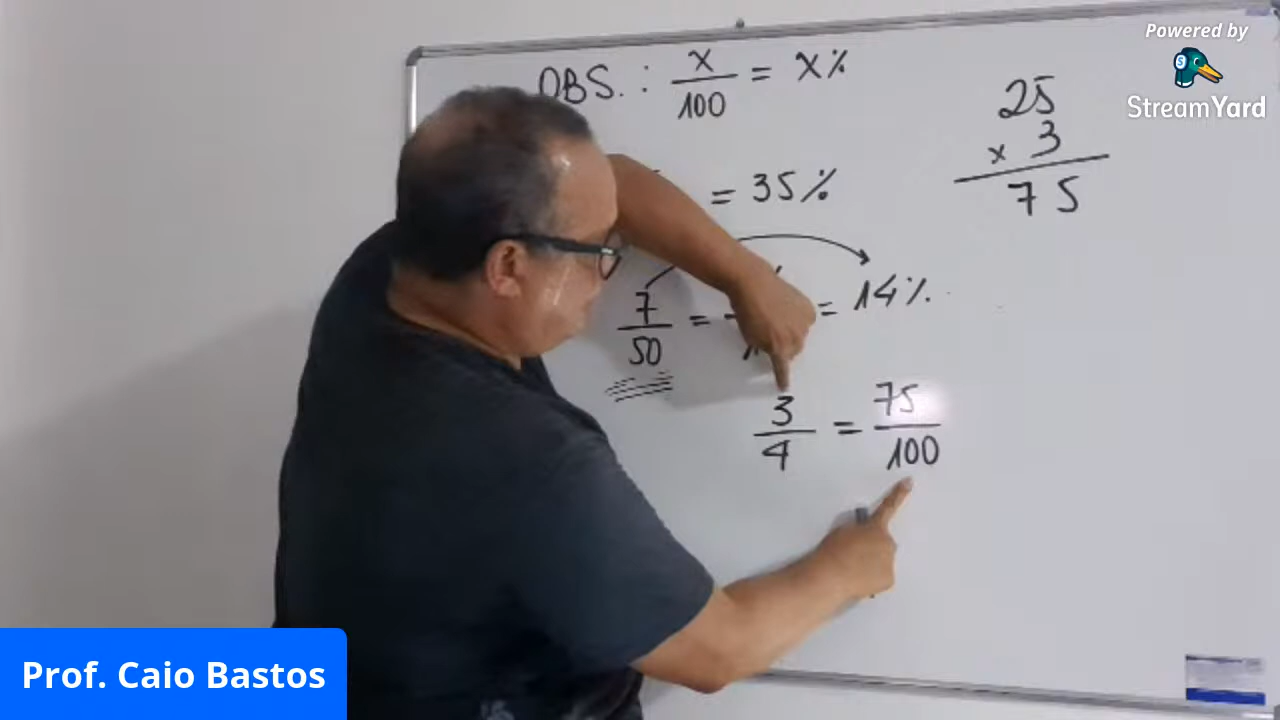 Powered by
StreamYard
OBS. : x/100 = x%
25
x 3
75
= 35%
7/50 = = 14%
3/4 = 75/100
Prof. Caio Bastos